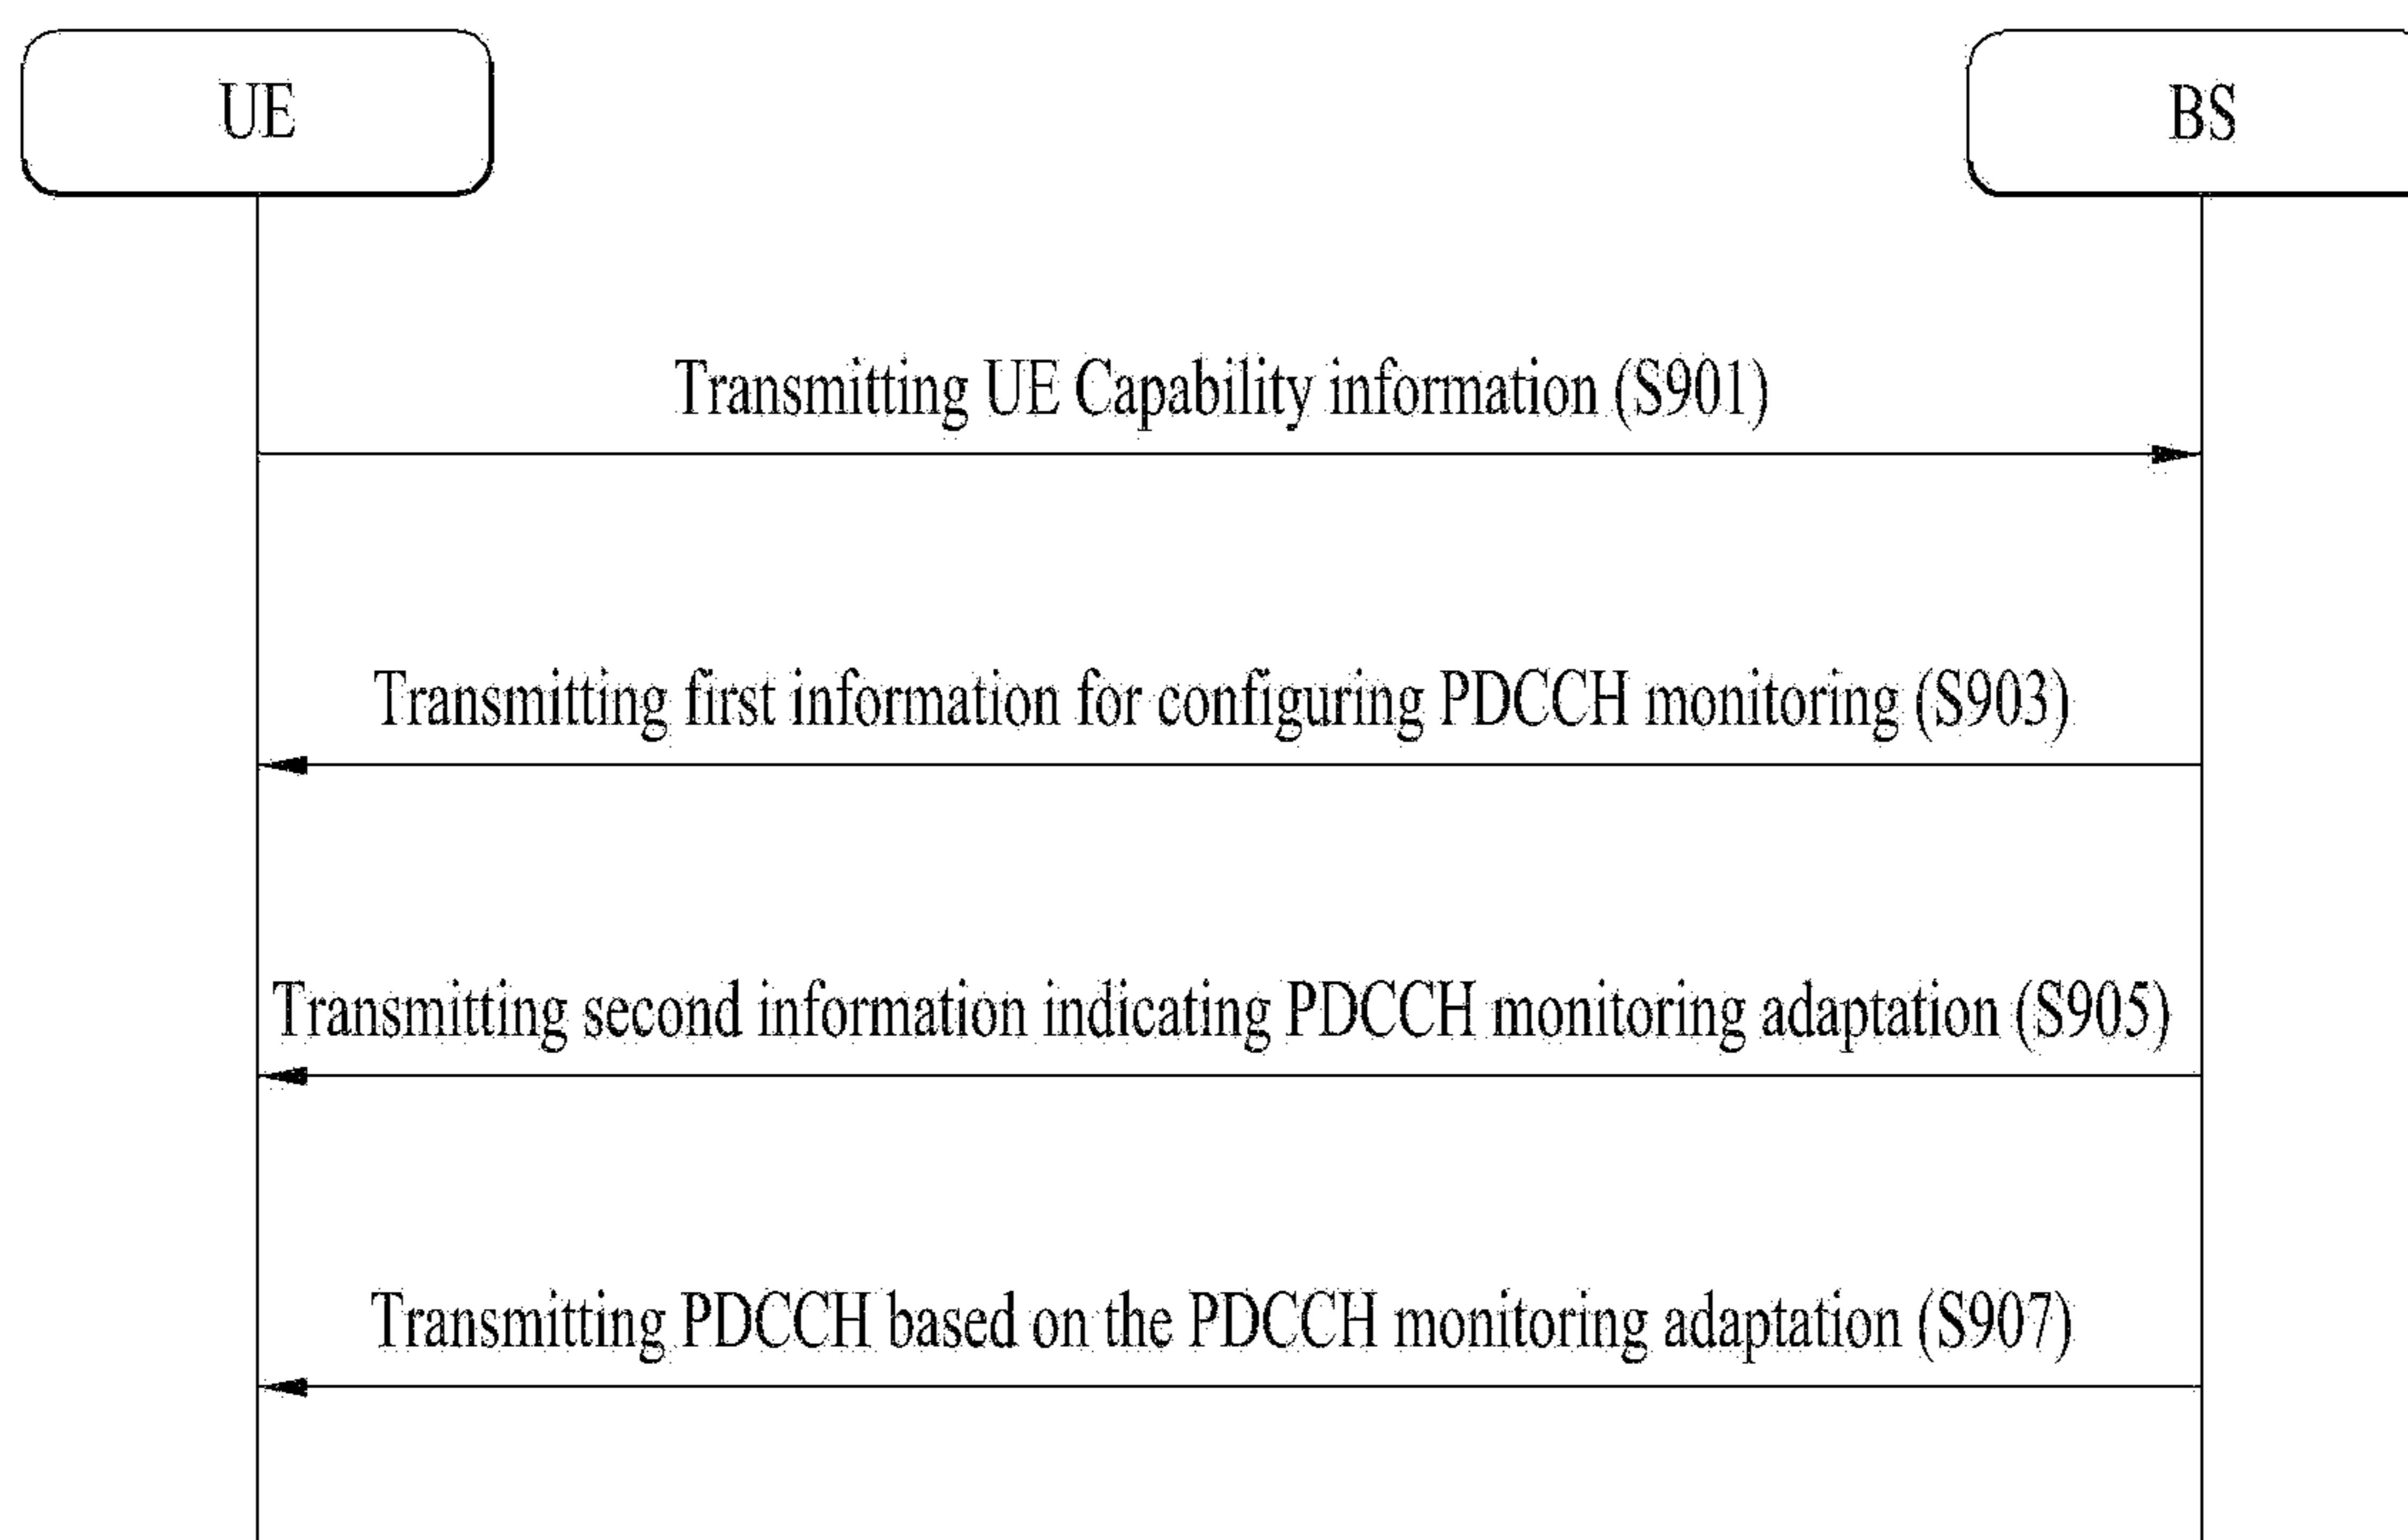 UE
BS
Transmitting UE Capability information (S901)
Transmitting first information for configuring PDCCH monitoring (S903)
Transmitting second information indicating PDCCH monitoring adaptation (S905)
Transmitting PDCCH based on the PDCCH monitoring adaptation (S907)